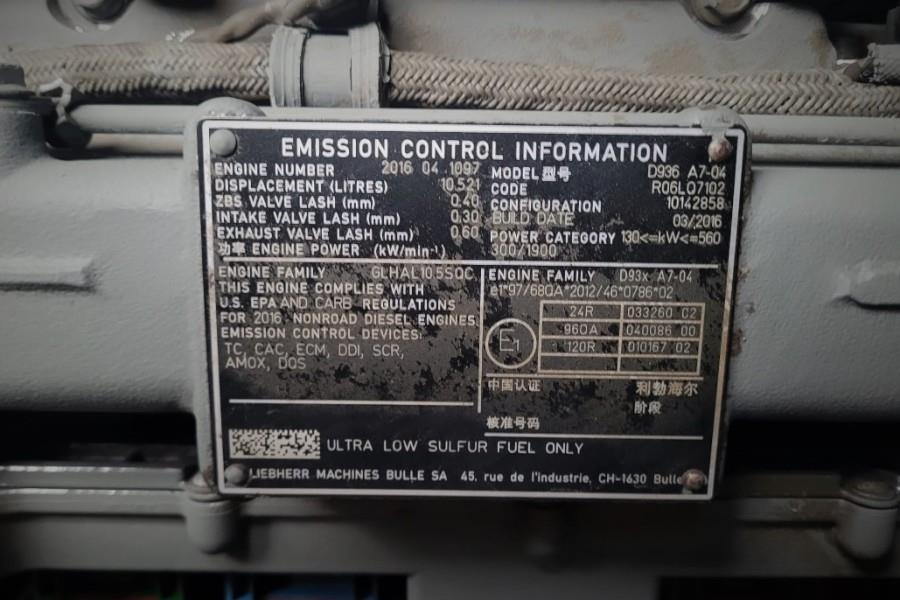 EMISSION CONTROL INFORMATION
ENGINE NUMBER 2016 04 1097
DISPLACEMENT (LITRES) 10.521
ZBS VALVE LASH (mm) 0.40
INTAKE VALVE LASH (mm) 0.30
EXHAUST VALVE LASH (mm) 0.60
功率 ENGINE POWER (kW/min⁻¹) 300/1900
MODEL 型号 D936 A7-04
CODE R06LQ7102
CONFIGURATION 10142858
BUILD DATE 03/2016
POWER CATEGORY 130<=kW<=560
ENGINE FAMILY GLHAL10.5SQC
THIS ENGINE COMPLIES WITH
U.S. EPA AND CARB REGULATIONS
FOR 2016 NONROAD DIESEL ENGINES
EMISSION CONTROL DEVICES:
TC, CAC, ECM, DDI, SCR,
AMOX, DQS
ENGINE FAMILY D93x A7-04
e1*97/68QA*2012/46*0786*02
E1
24R 033260 02
96QA 040086 00
120R 010167 02
中国认证 利勃海尔
阶段
核准号码
ULTRA LOW SULFUR FUEL ONLY
LIEBHERR MACHINES BULLE SA 45, rue de l'industrie, CH-1630 Bulle